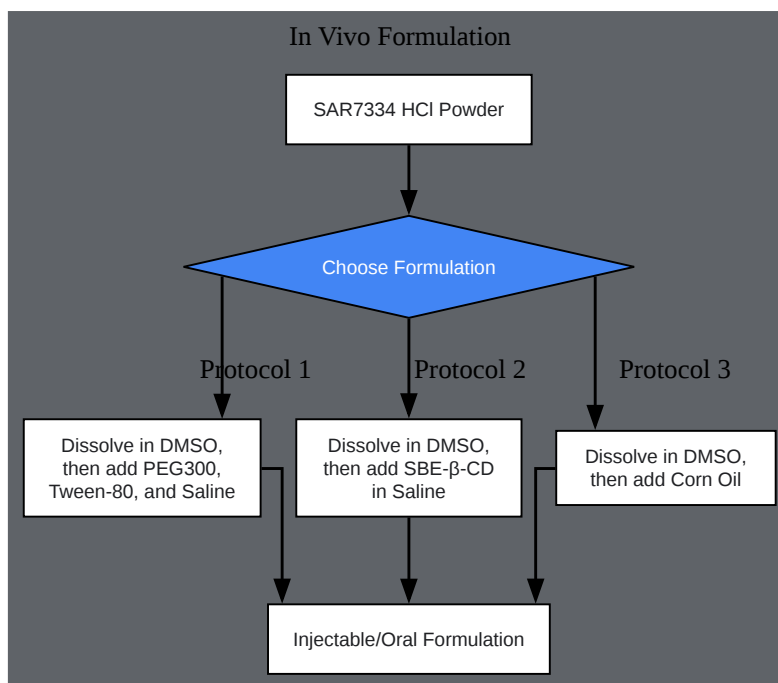 In Vivo Formulation
SAR7334 HCl Powder
Choose Formulation
Protocol 1
Protocol 2
Protocol 3
Dissolve in DMSO,
then add PEG300,
Tween-80, and Saline
Dissolve in DMSO,
then add SBE-β-CD
in Saline
Dissolve in DMSO,
then add Corn Oil
Injectable/Oral Formulation